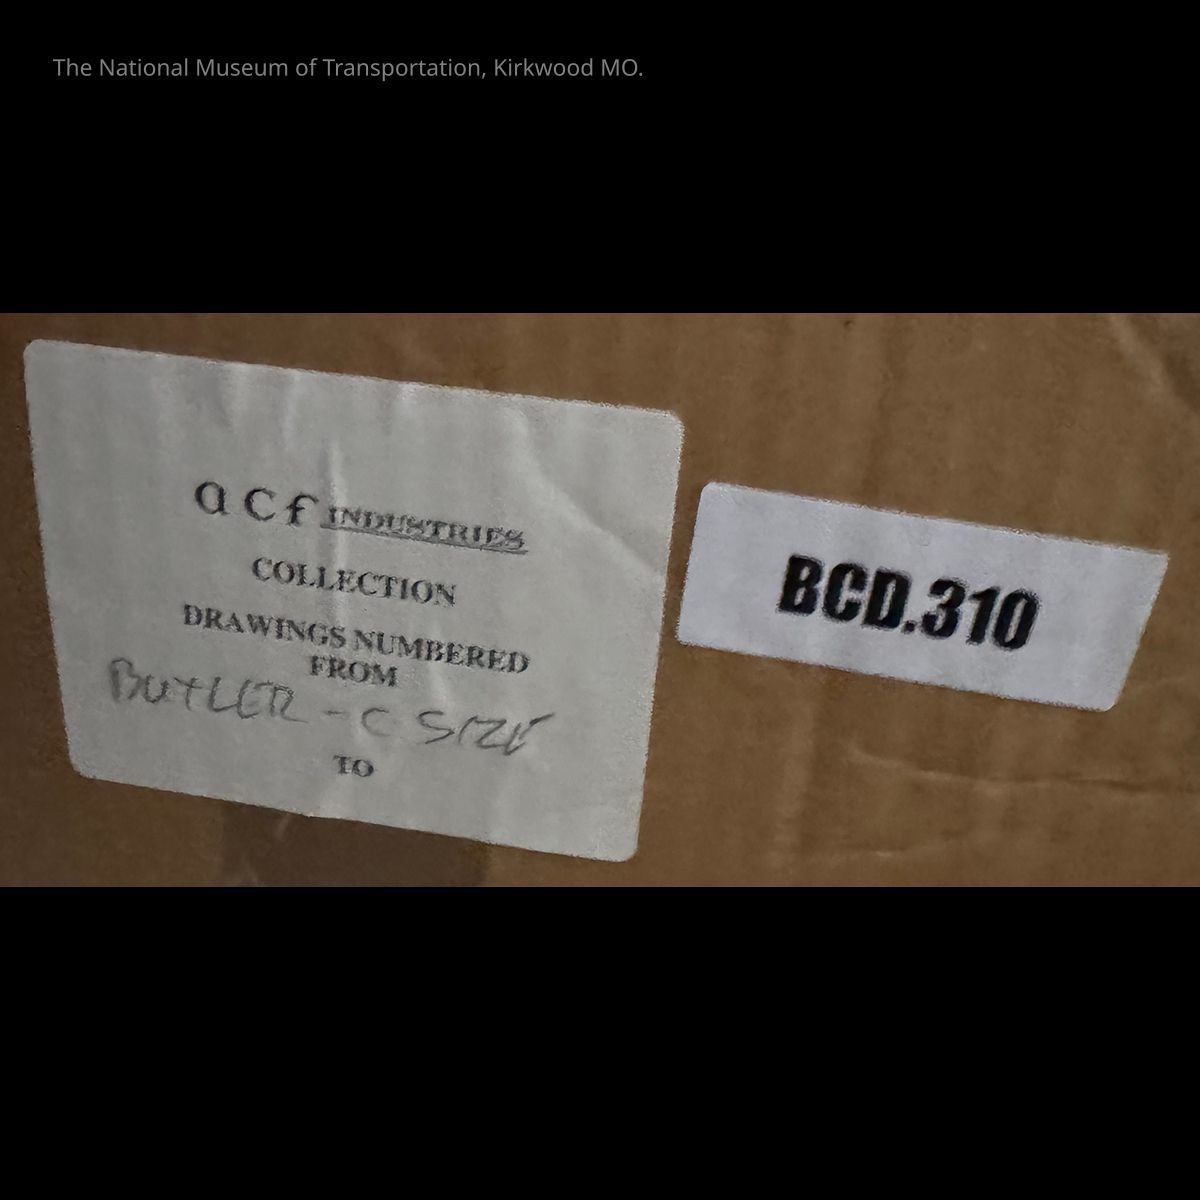 The National Museum of Transportation, Kirkwood MO.
acf INDUSTRIES
COLLECTION
DRAWINGS NUMBERED
FROM
BUTLER - C SIZE
TO
BCD.310